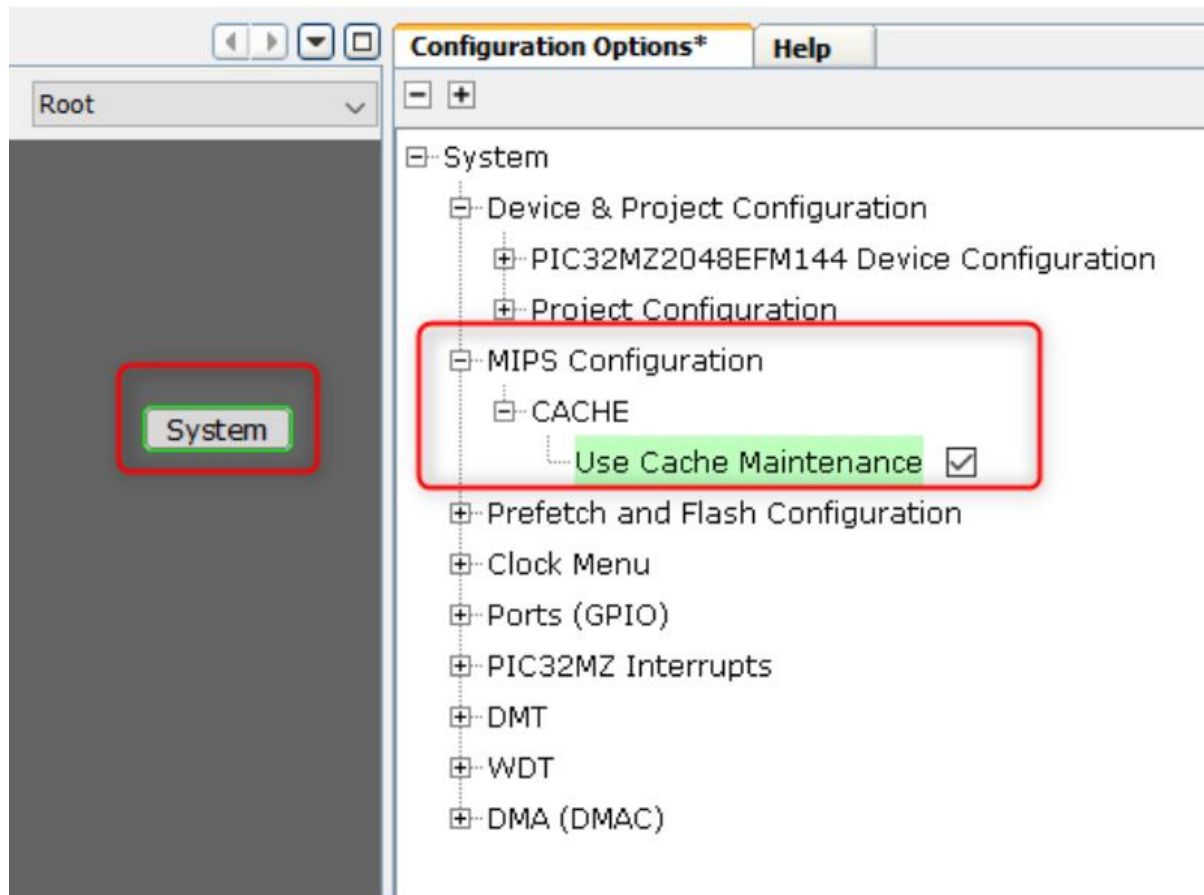 Configuration Options*
Help
Root
System
System
Device & Project Configuration
PIC32MZ2048EFM144 Device Configuration
Project Configuration
MIPS Configuration
CACHE
Use Cache Maintenance
Prefetch and Flash Configuration
Clock Menu
Ports (GPIO)
PIC32MZ Interrupts
DMT
WDT
DMA (DMAC)